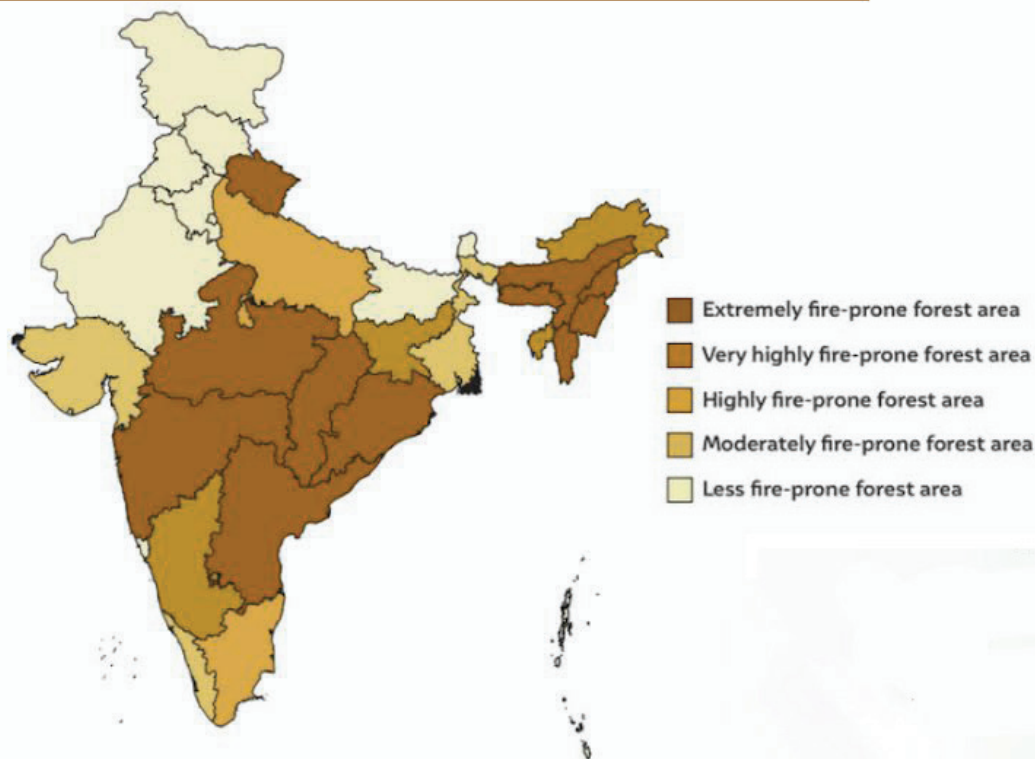 Extremely fire-prone forest area
Very highly fire-prone forest area
Highly fire-prone forest area
Moderately fire-prone forest area
Less fire-prone forest area